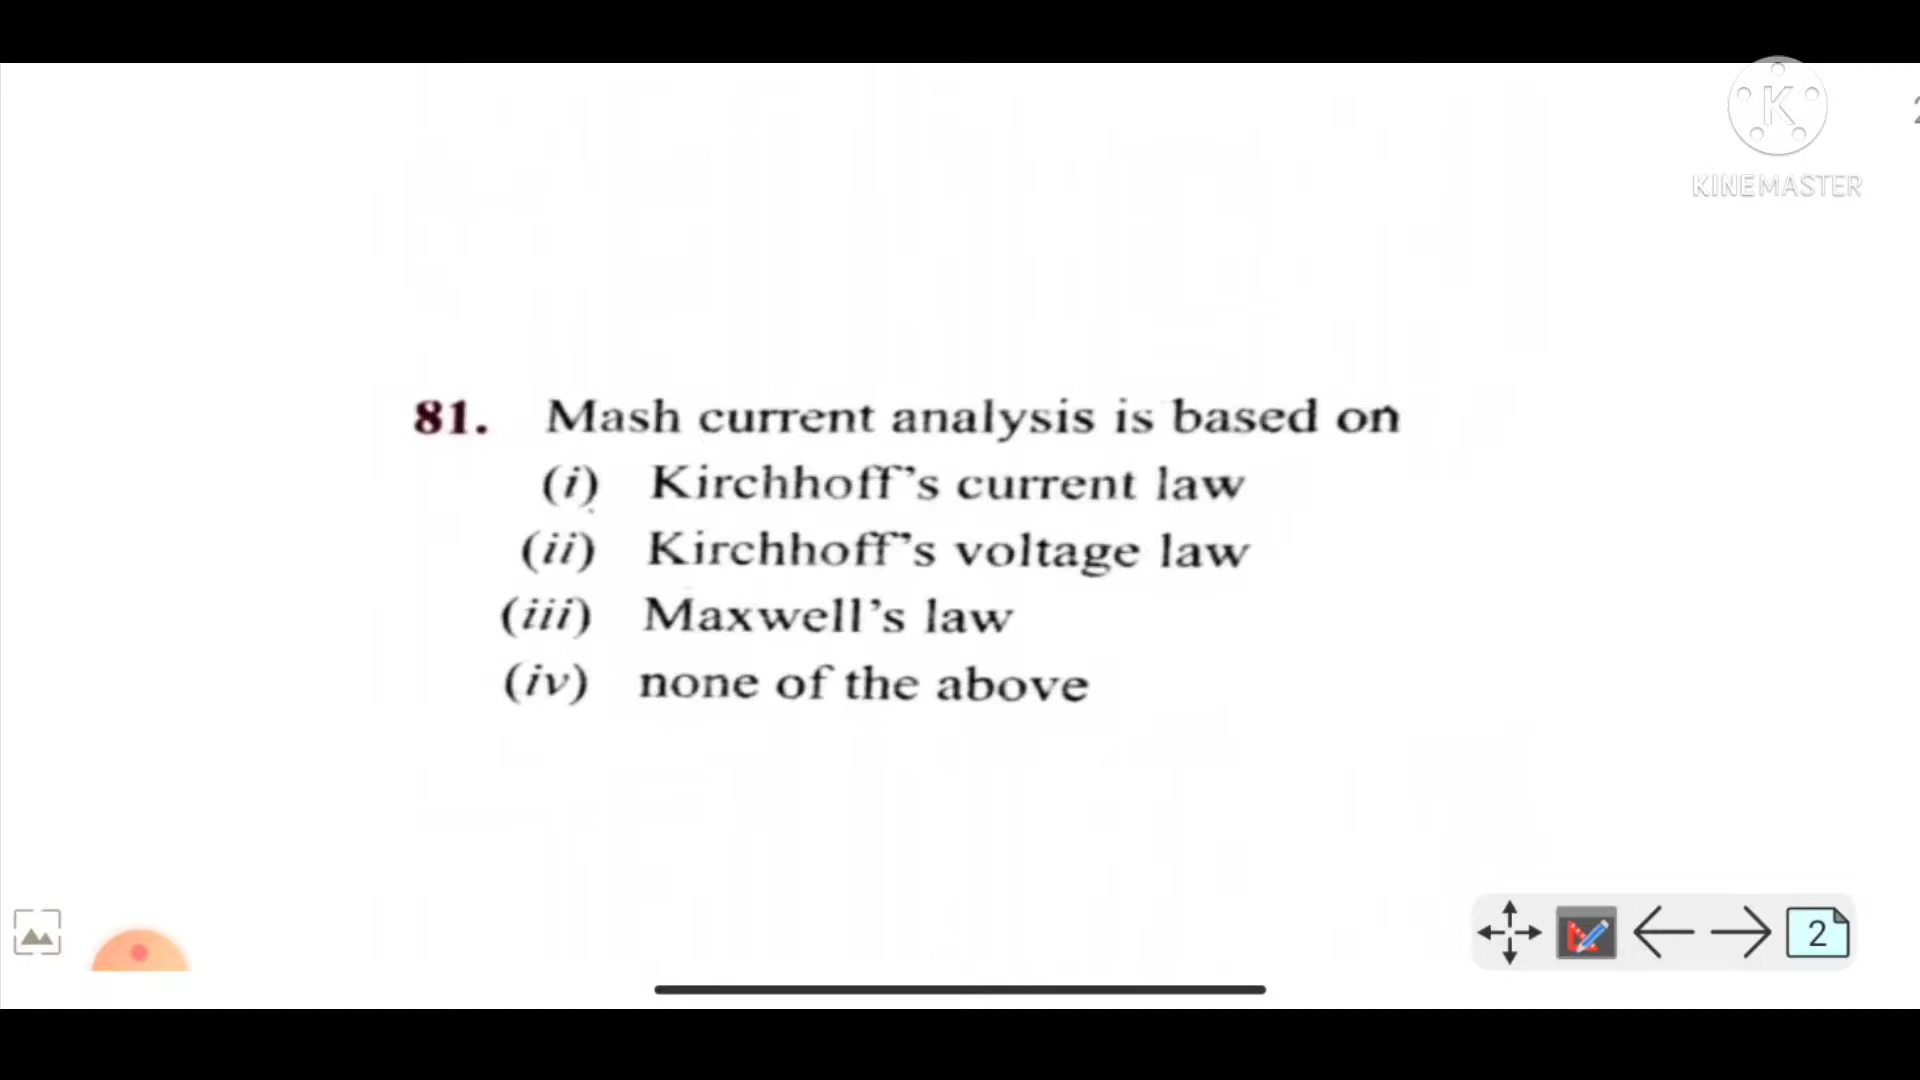 K
KINEMASTER
81. Mash current analysis is based on
(i) Kirchhoff's current law
(ii) Kirchhoff's voltage law
(iii) Maxwell's law
(iv) none of the above
2